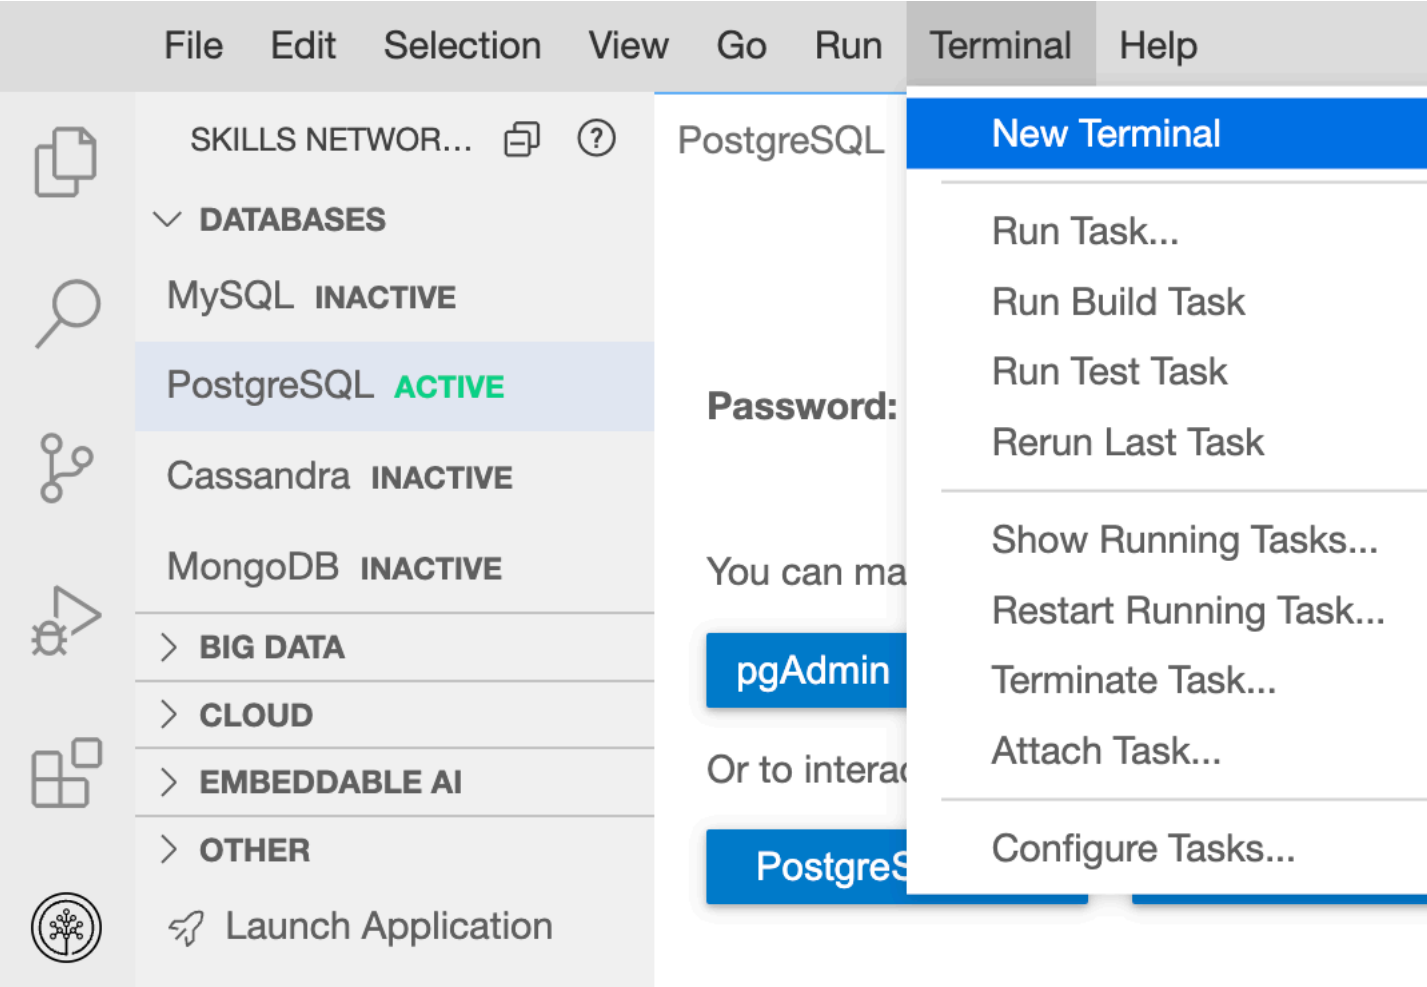 File Edit Selection View Go Run Terminal Help
SKILLS NETWOR...
DATABASES
MySQL INACTIVE
PostgreSQL ACTIVE
Cassandra INACTIVE
MongoDB INACTIVE
BIG DATA
CLOUD
EMBEDDABLE AI
OTHER
Launch Application
PostgreSQL
Password:
You can ma
pgAdmin
Or to interac
PostgreS
New Terminal
Run Task...
Run Build Task
Run Test Task
Rerun Last Task
Show Running Tasks...
Restart Running Task...
Terminate Task...
Attach Task...
Configure Tasks...